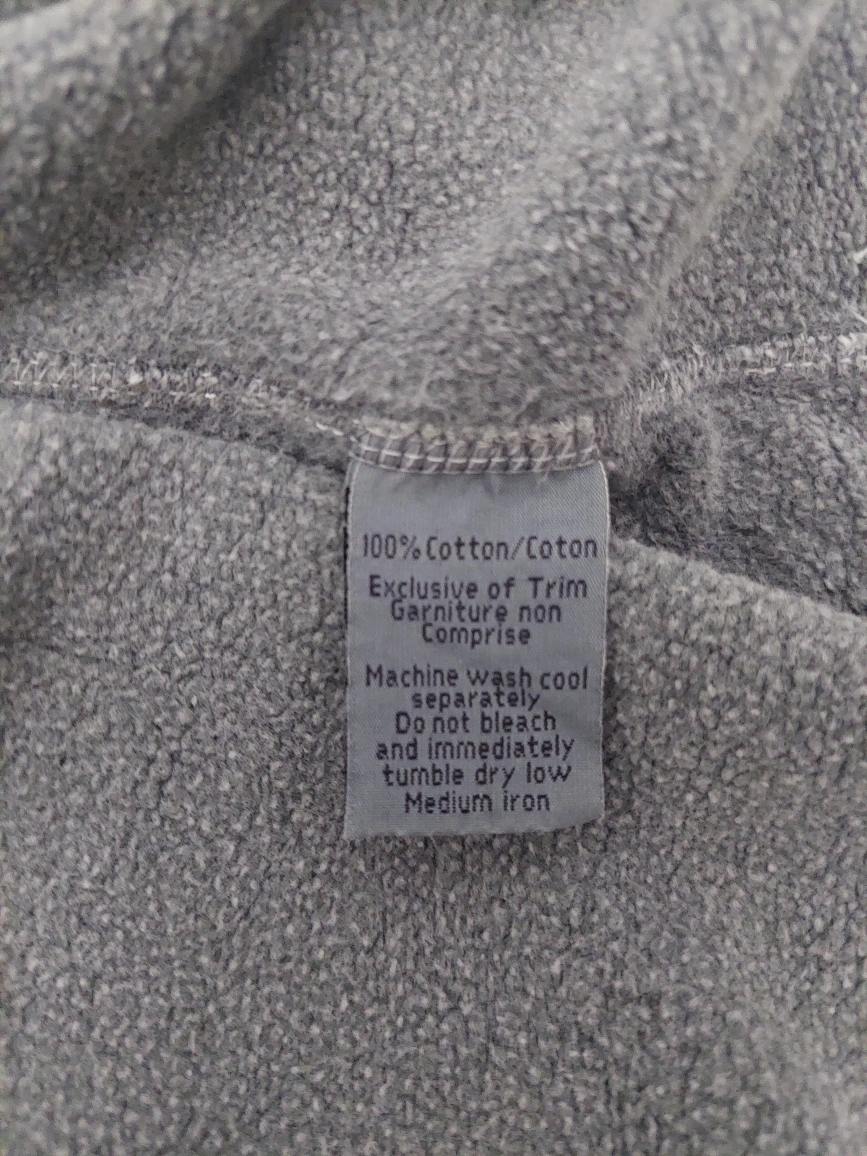 100% Cotton/Coton
Exclusive of Trim
Garniture non
Comprise
Machine wash cool
separately
Do not bleach
and immediately
tumble dry low
Medium iron